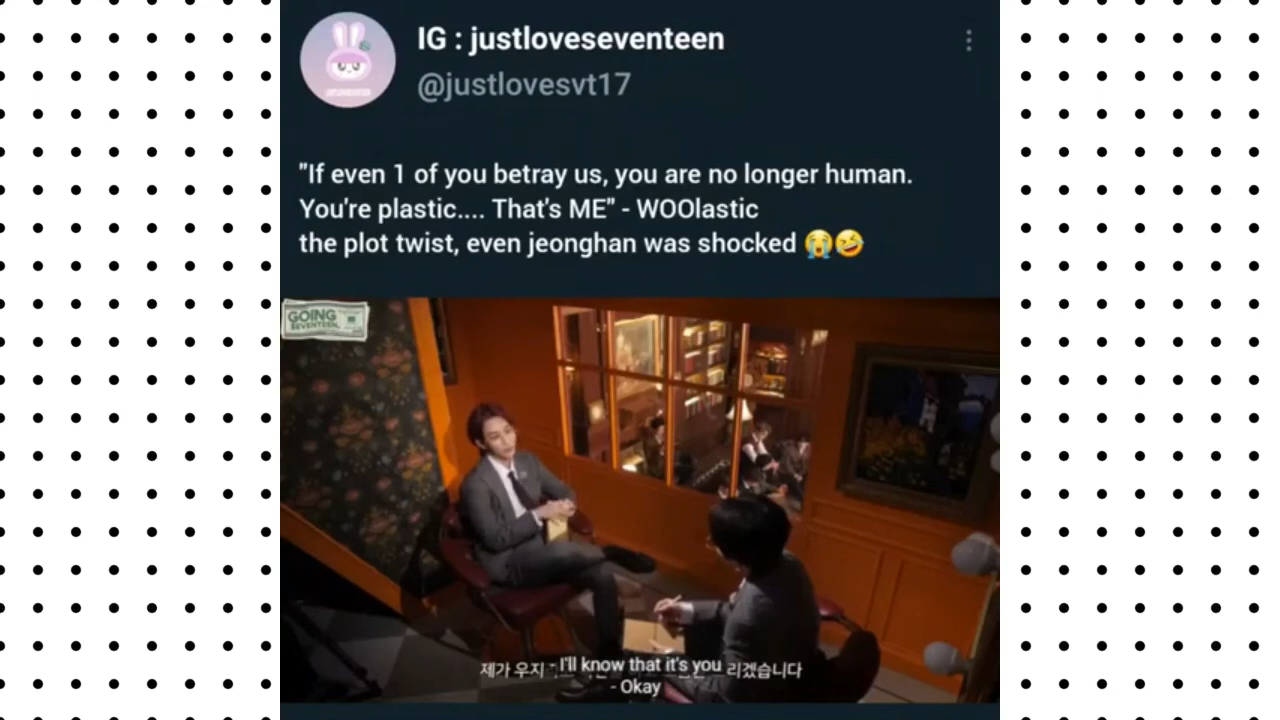 IG : justloveseventeen
@justlovesvt17
"If even 1 of you betray us, you are no longer human.
You're plastic.... That's ME" - WOOlastic
the plot twist, even jeonghan was shocked 😭🤣
GOING
SEVENTEEN
제가 우지
I'll know that it's you
리겠습니다
- Okay